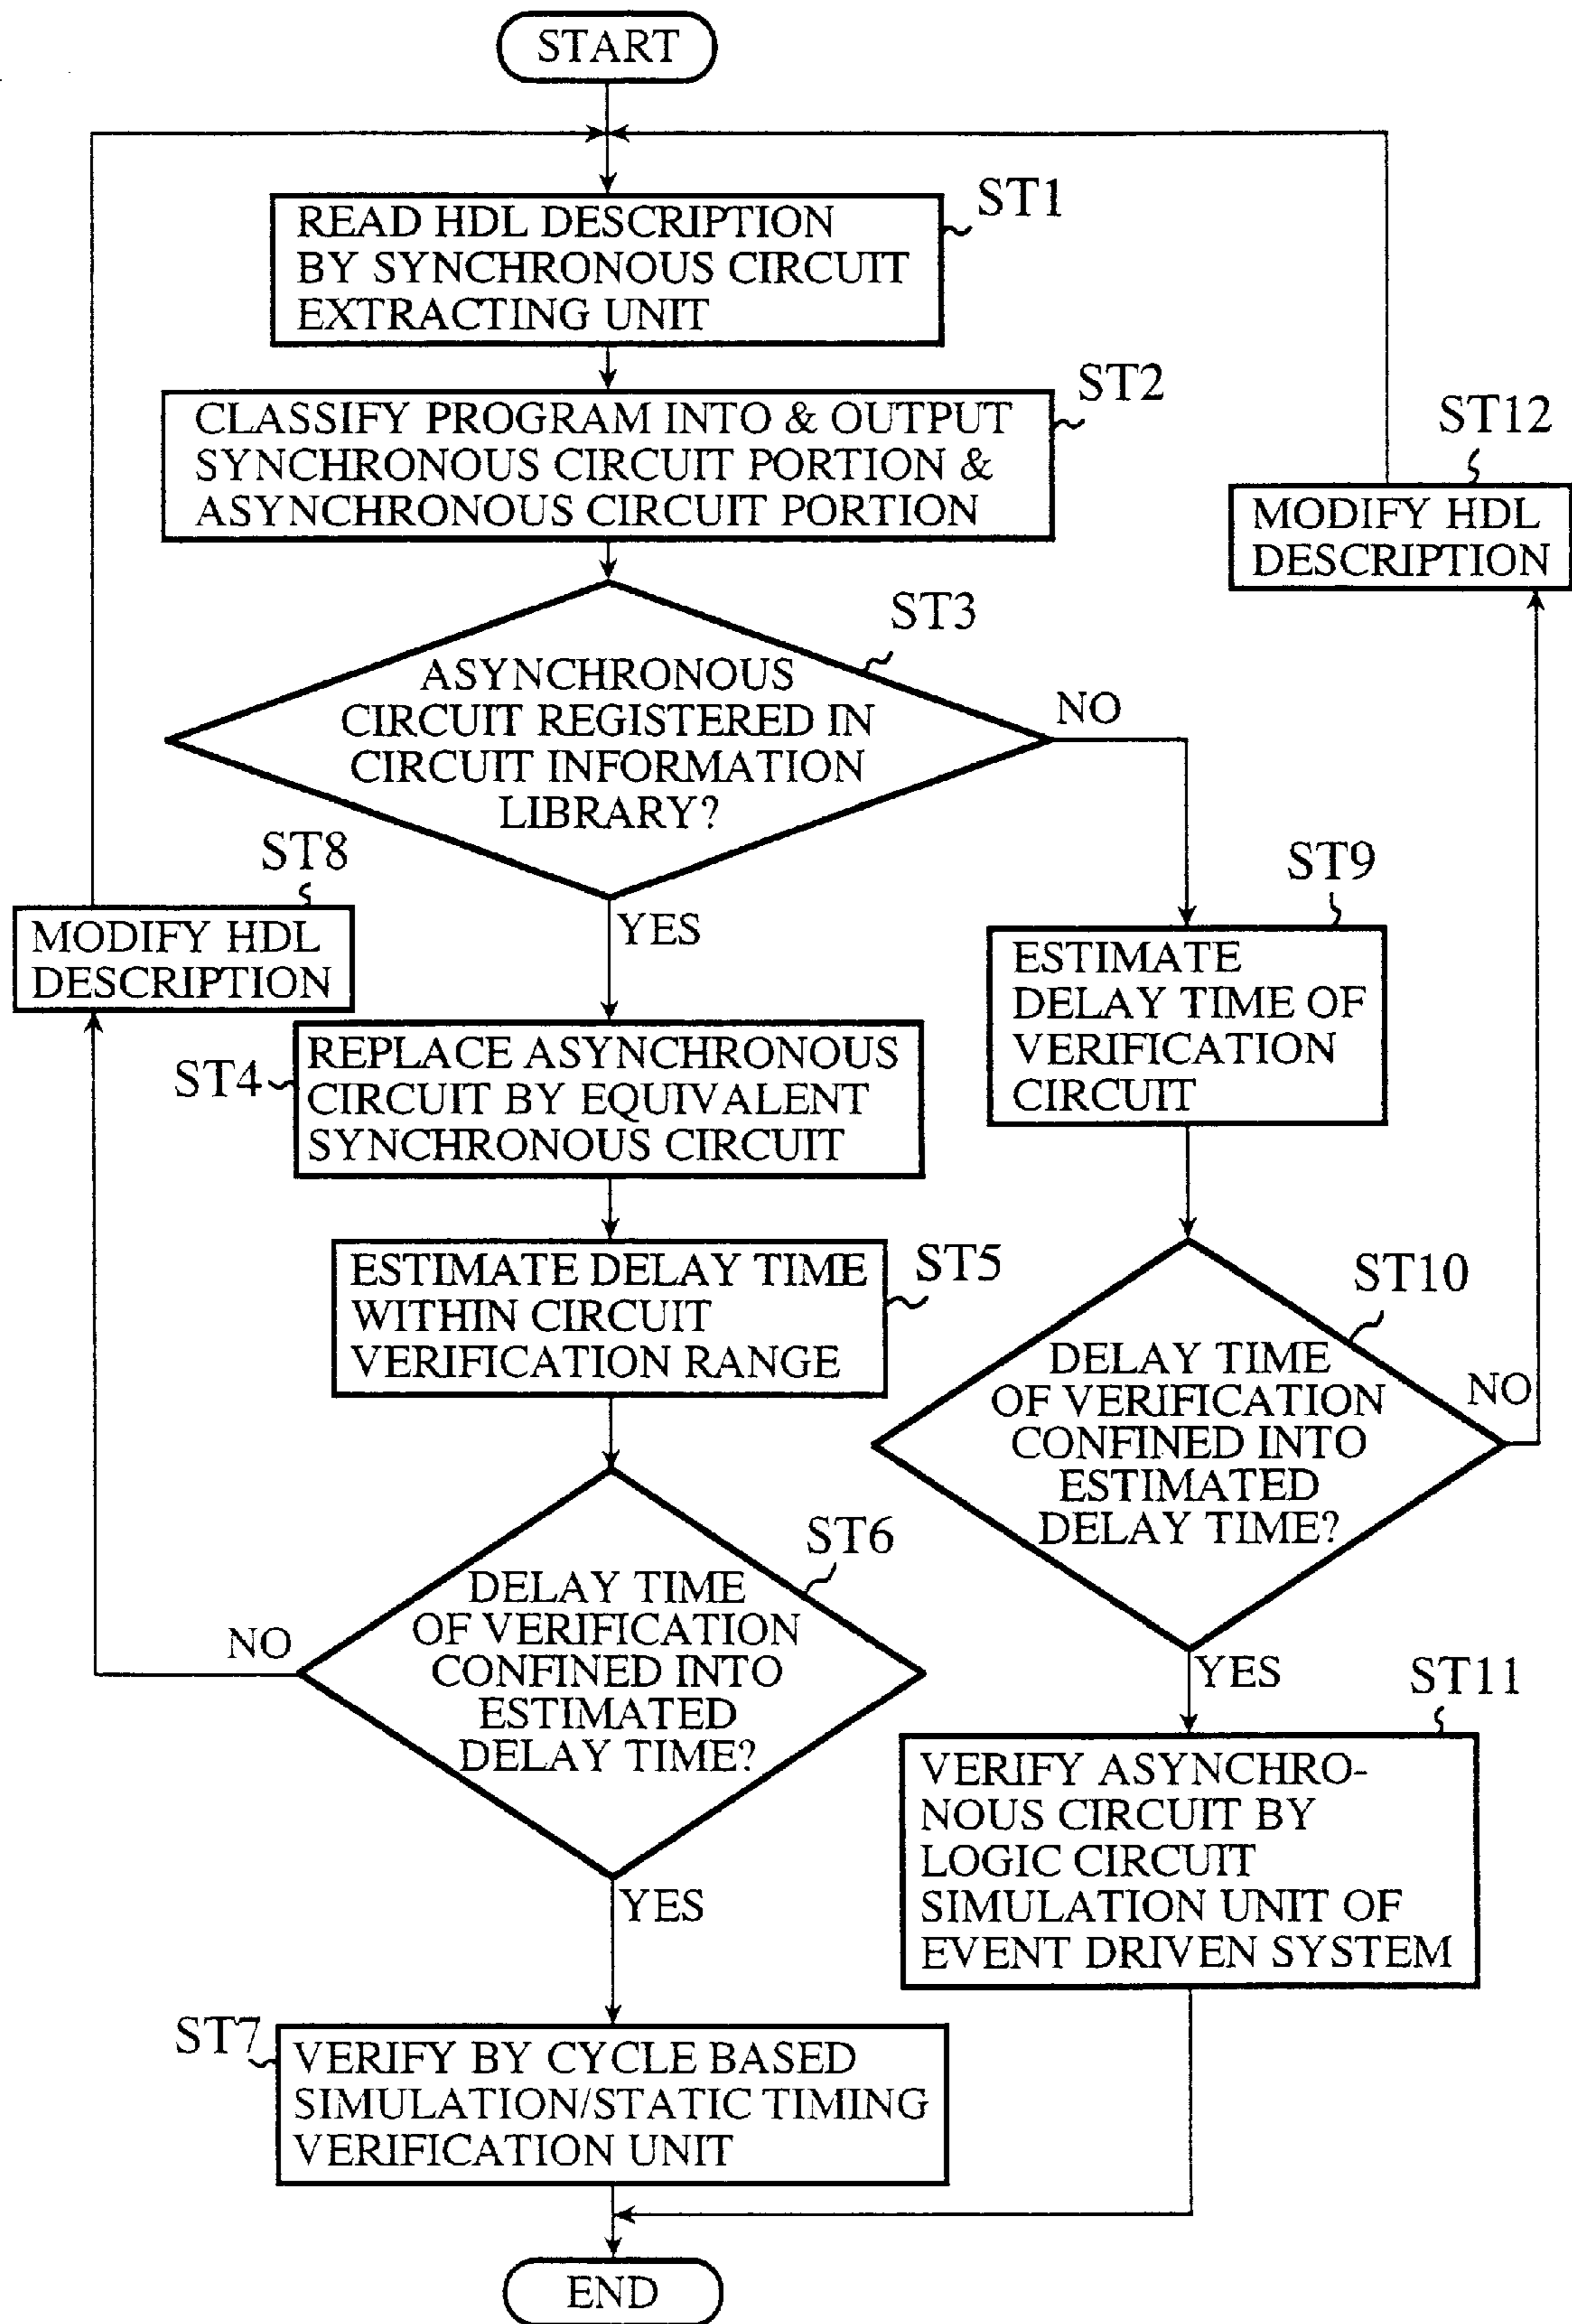 START
ST1
READ HDL DESCRIPTION
BY SYNCHRONOUS CIRCUIT
EXTRACTING UNIT
ST2
CLASSIFY PROGRAM INTO & OUTPUT
SYNCHRONOUS CIRCUIT PORTION &
ASYNCHRONOUS CIRCUIT PORTION
ST12
MODIFY HDL
DESCRIPTION
ST3
ASYNCHRONOUS
CIRCUIT REGISTERED IN
CIRCUIT INFORMATION
LIBRARY?
NO
YES
ST8
MODIFY HDL
DESCRIPTION
ST9
ESTIMATE
DELAY TIME OF
VERIFICATION
CIRCUIT
ST4
REPLACE ASYNCHRONOUS
CIRCUIT BY EQUIVALENT
SYNCHRONOUS CIRCUIT
ST5
ESTIMATE DELAY TIME
WITHIN CIRCUIT
VERIFICATION RANGE
ST10
DELAY TIME
OF VERIFICATION
CONFINED INTO
ESTIMATED
DELAY TIME?
NO
YES
ST6
DELAY TIME
OF VERIFICATION
CONFINED INTO
ESTIMATED
DELAY TIME?
NO
YES
ST11
VERIFY ASYNCHRO-
NOUS CIRCUIT BY
LOGIC CIRCUIT
SIMULATION UNIT OF
EVENT DRIVEN SYSTEM
ST7
VERIFY BY CYCLE BASED
SIMULATION/STATIC TIMING
VERIFICATION UNIT
END